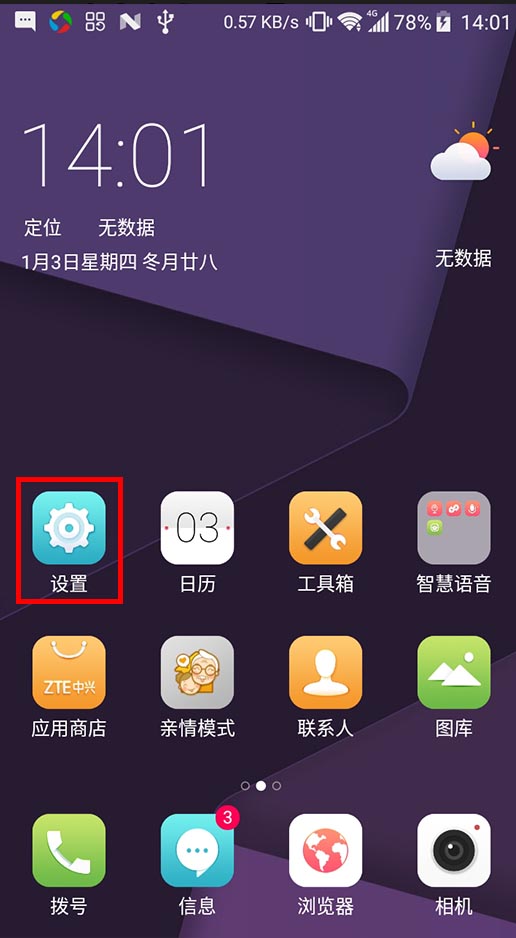 0.57 KB/s 4G 78% 14:01
14:01
定位 无数据
1月3日星期四 冬月廿八
无数据
03
设置 日历 工具箱 智慧语音
ZTE中兴
应用商店 亲情模式 联系人 图库
3
拨号 信息 浏览器 相机